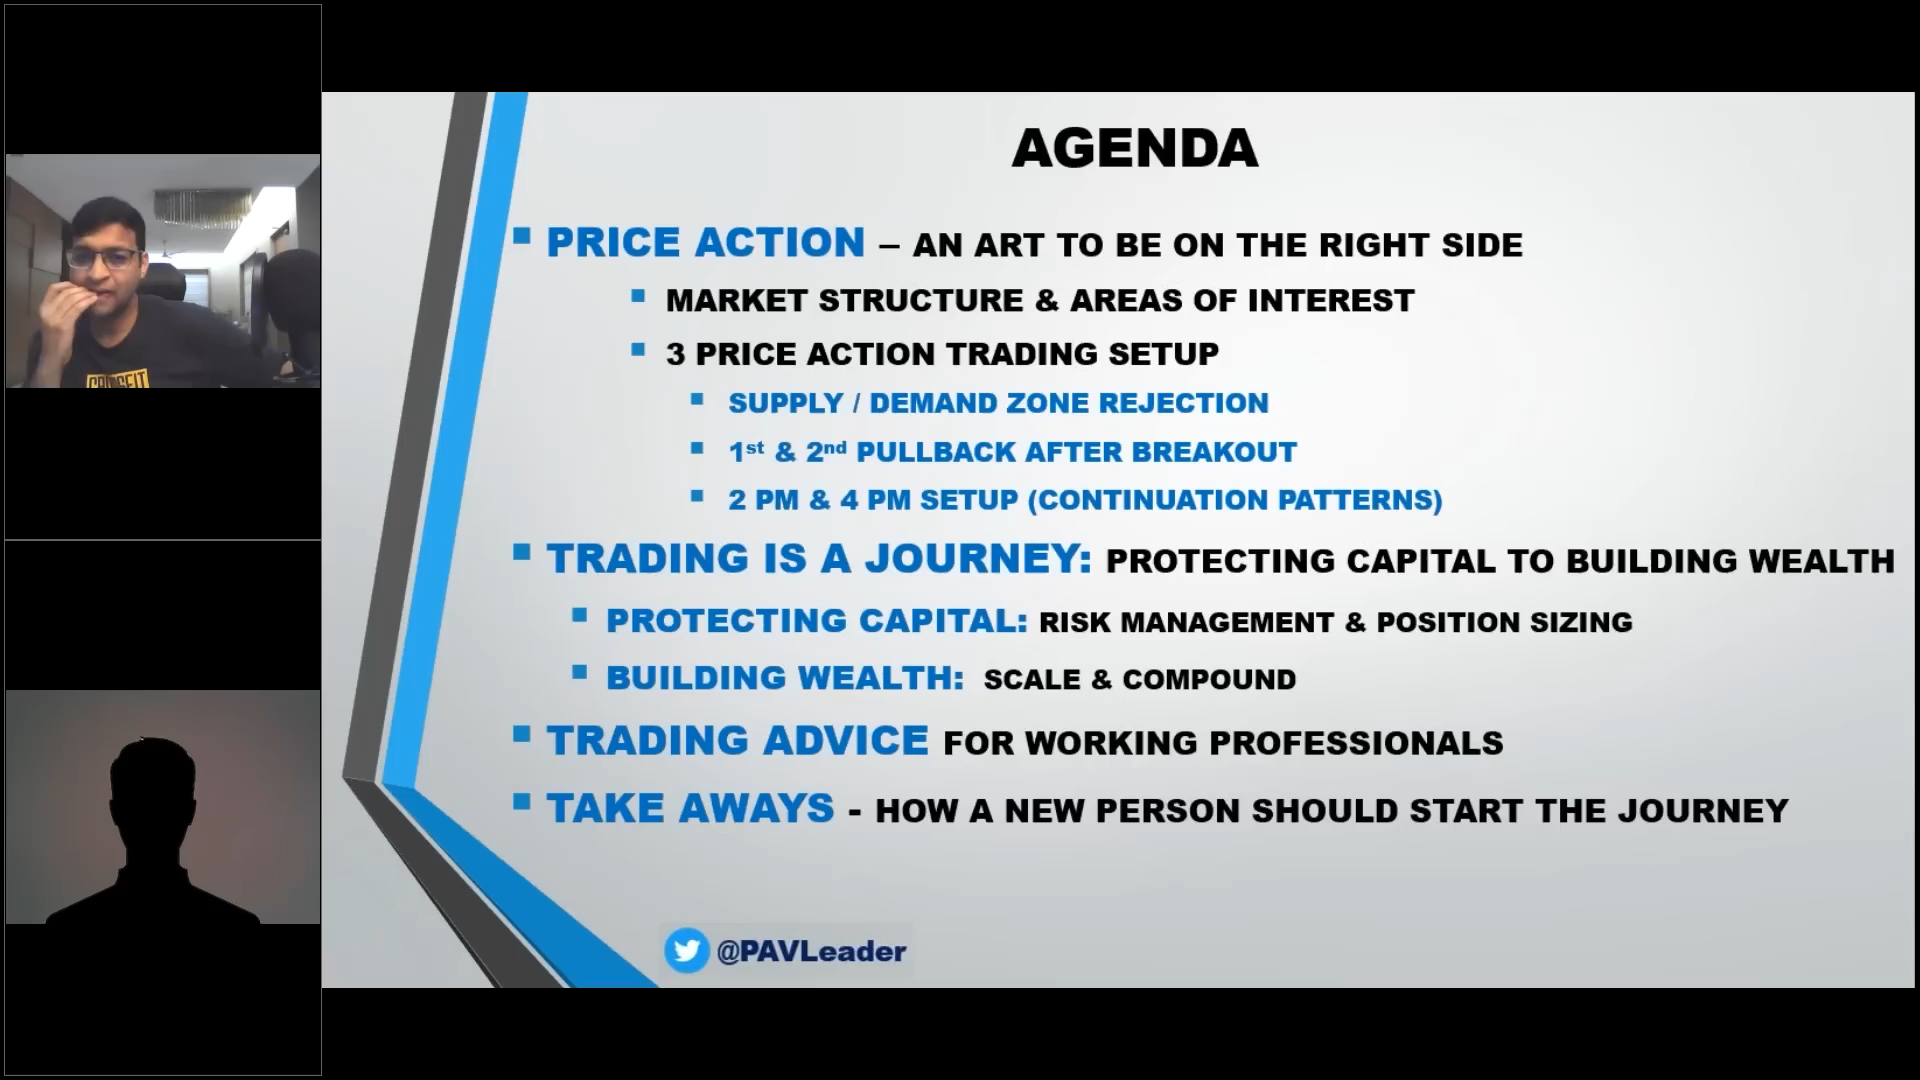 AGENDA
PRICE ACTION – AN ART TO BE ON THE RIGHT SIDE
MARKET STRUCTURE & AREAS OF INTEREST
3 PRICE ACTION TRADING SETUP
SUPPLY / DEMAND ZONE REJECTION
1st & 2nd PULLBACK AFTER BREAKOUT
2 PM & 4 PM SETUP (CONTINUATION PATTERNS)
TRADING IS A JOURNEY: PROTECTING CAPITAL TO BUILDING WEALTH
PROTECTING CAPITAL: RISK MANAGEMENT & POSITION SIZING
BUILDING WEALTH: SCALE & COMPOUND
TRADING ADVICE FOR WORKING PROFESSIONALS
TAKE AWAYS - HOW A NEW PERSON SHOULD START THE JOURNEY
@PAVLeader